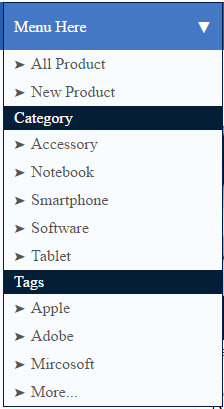 Menu Here ▼
➤ All Product
➤ New Product
Category
➤ Accessory
➤ Notebook
➤ Smartphone
➤ Software
➤ Tablet
Tags
➤ Apple
➤ Adobe
➤ Mircosoft
➤ More...